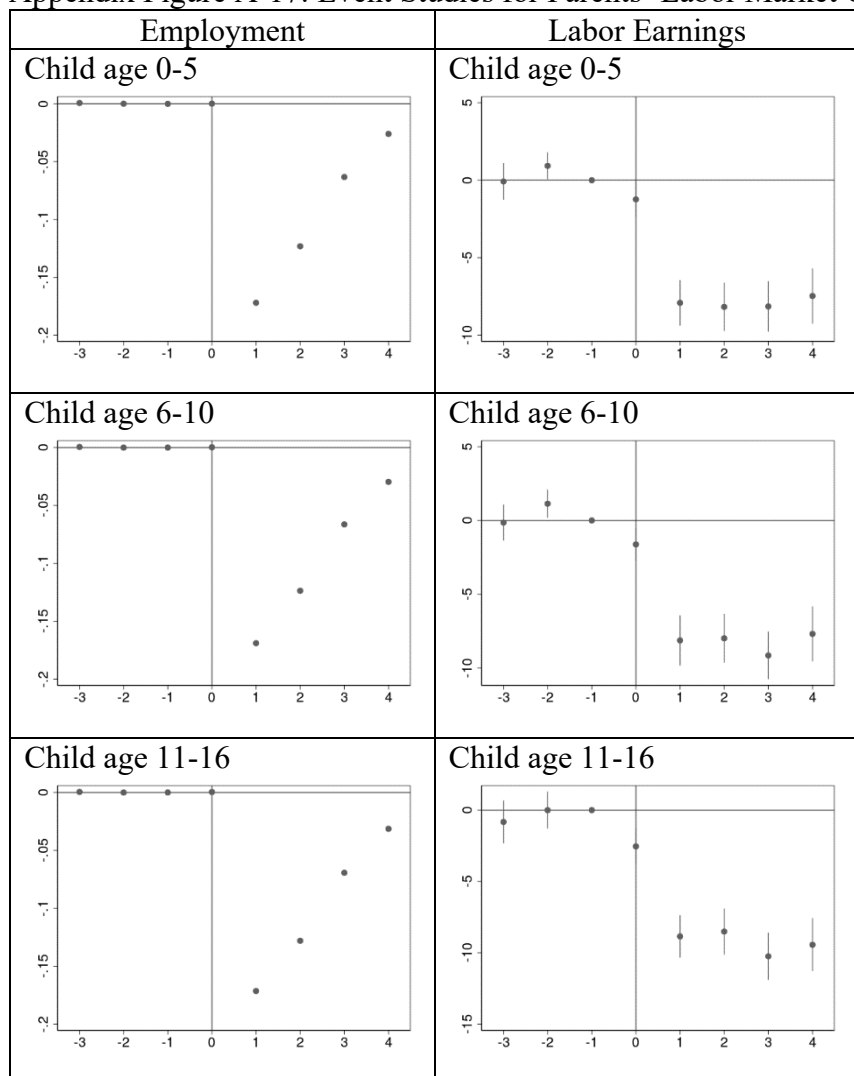 Appendix Figure A-17. Event Studies for Parents' Labor Market
Employment
Labor Earnings
Child age 0-5
0
-.05
-.1
-.15
-.2
-3 -2 -1 0 1 2 3 4
Child age 0-5
5
0
-5
-10
-3 -2 -1 0 1 2 3 4
Child age 6-10
0
-.05
-.1
-.15
-.2
-3 -2 -1 0 1 2 3 4
Child age 6-10
5
0
-5
-10
-3 -2 -1 0 1 2 3 4
Child age 11-16
0
-.05
-.1
-.15
-.2
-3 -2 -1 0 1 2 3 4
Child age 11-16
0
-5
-10
-15
-3 -2 -1 0 1 2 3 4